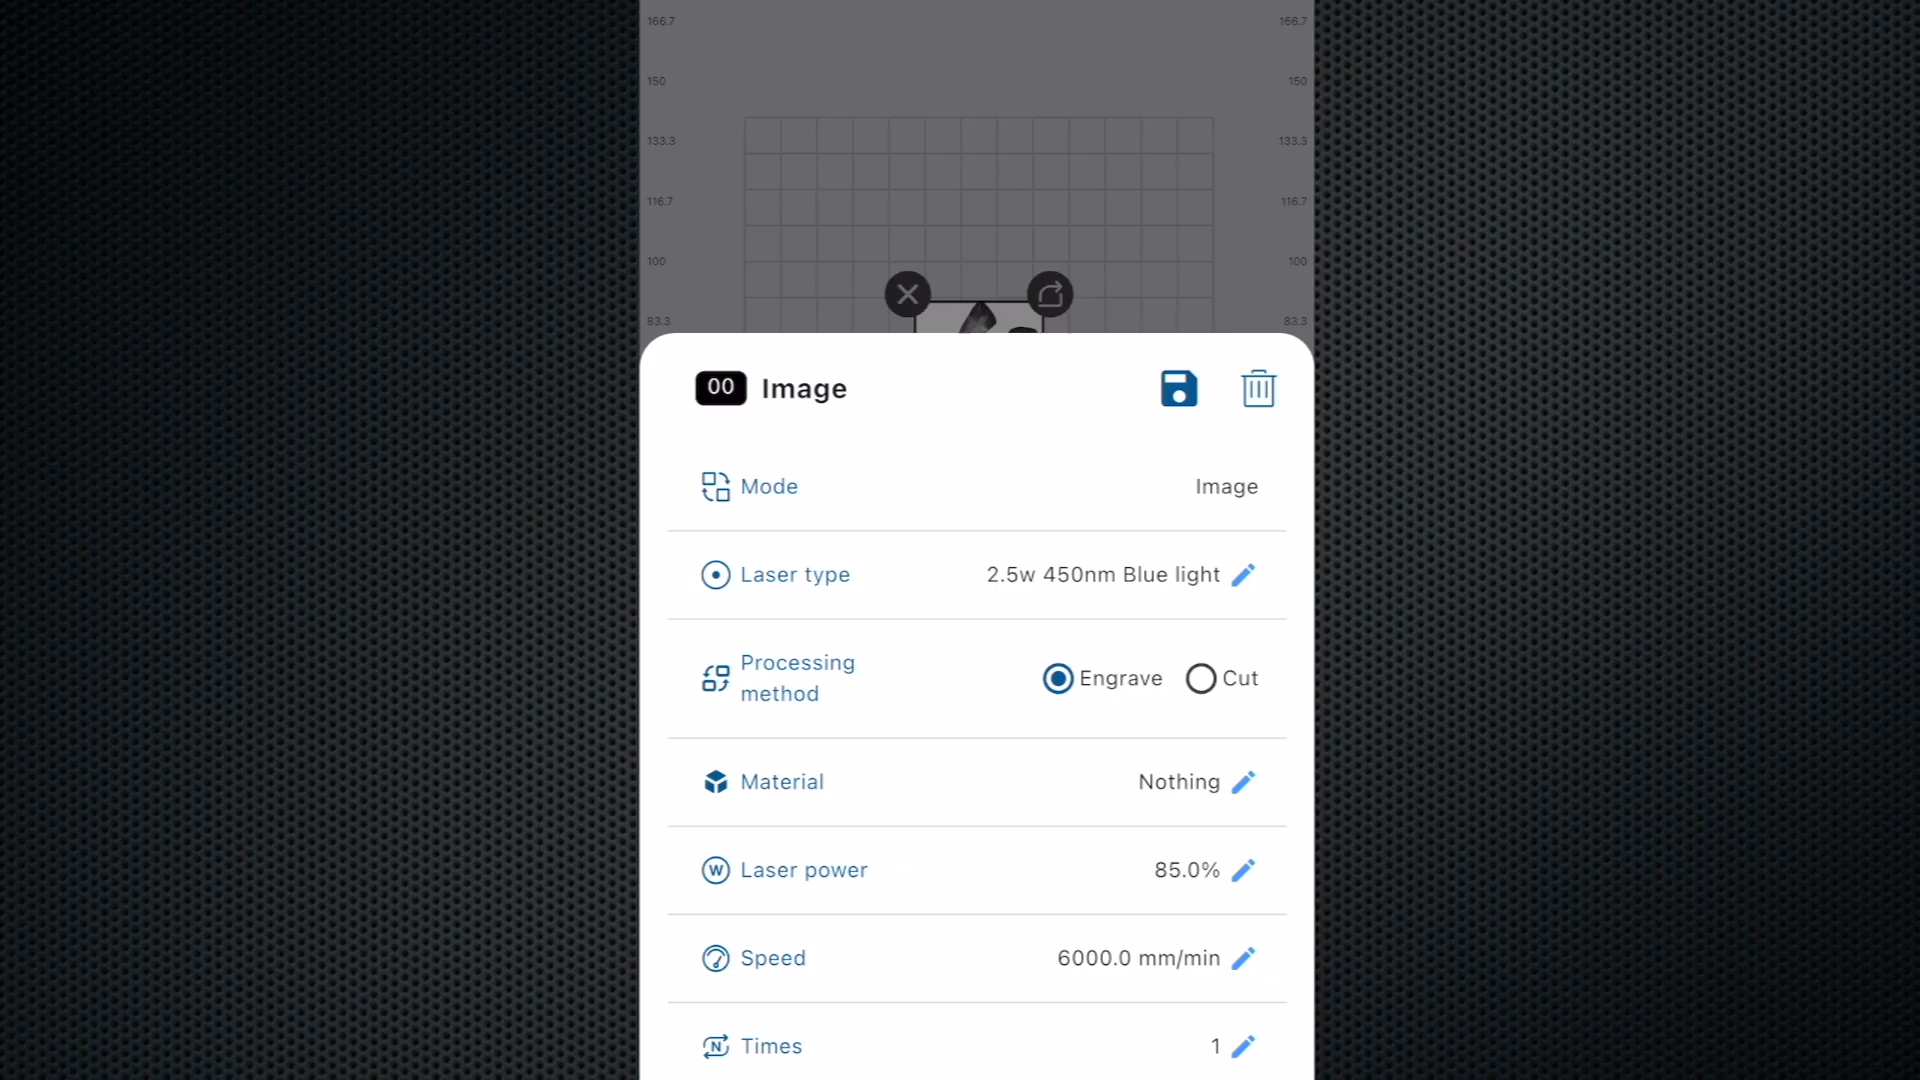 166.7 166.7
150 150
133.3 133.3
116.7 116.7
100 100
83.3 83.3
00 Image
Mode Image
Laser type 2.5w 450nm Blue light
Processing
method
Engrave Cut
Material Nothing
W Laser power 85.0%
Speed 6000.0 mm/min
N Times 1